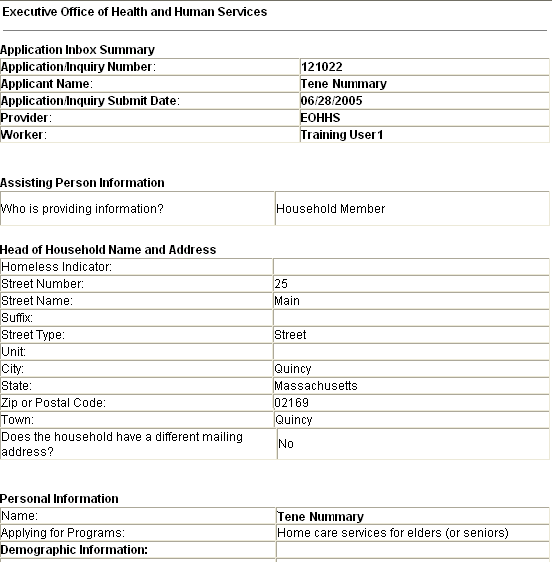 Executive Office of Health and Human Services
Application Inbox Summary
Application/Inquiry Number: 121022
Applicant Name: Tene Nummary
Application/Inquiry Submit Date: 06/28/2005
Provider: EOHHS
Worker: Training User1
Assisting Person Information
Who is providing information? Household Member
Head of Household Name and Address
Homeless Indicator:
Street Number: 25
Street Name: Main
Suffix:
Street Type: Street
Unit:
City: Quincy
State: Massachusetts
Zip or Postal Code: 02169
Town: Quincy
Does the household have a different mailing
address? No
Personal Information
Name: Tene Nummary
Applying for Programs: Home care services for elders (or seniors)
Demographic Information: